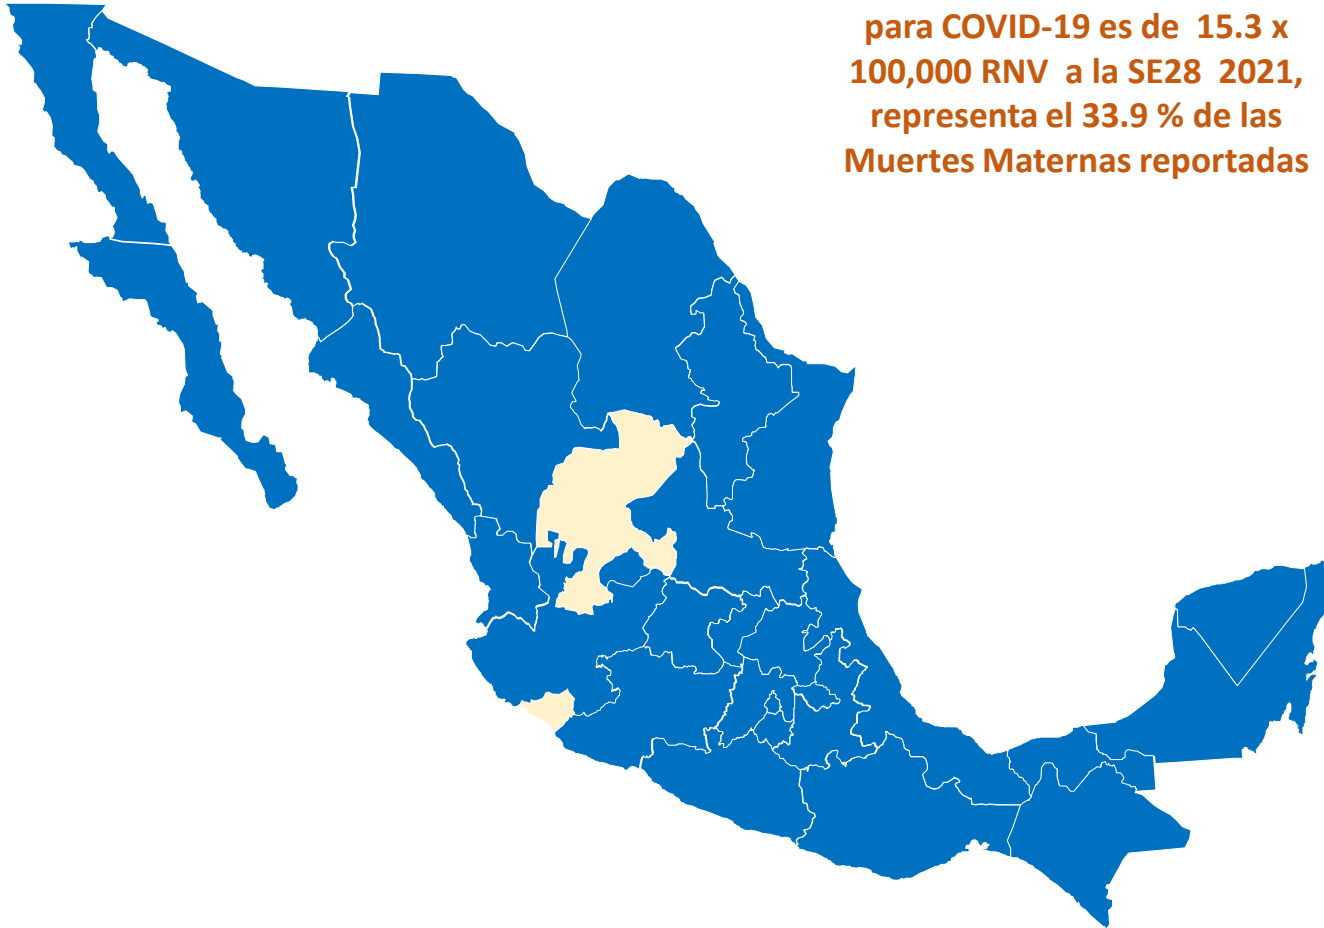 para COVID-19 es de 15.3 x
100,000 RNV a la SE28 2021,
representa el 33.9 % de las
Muertes Maternas reportadas